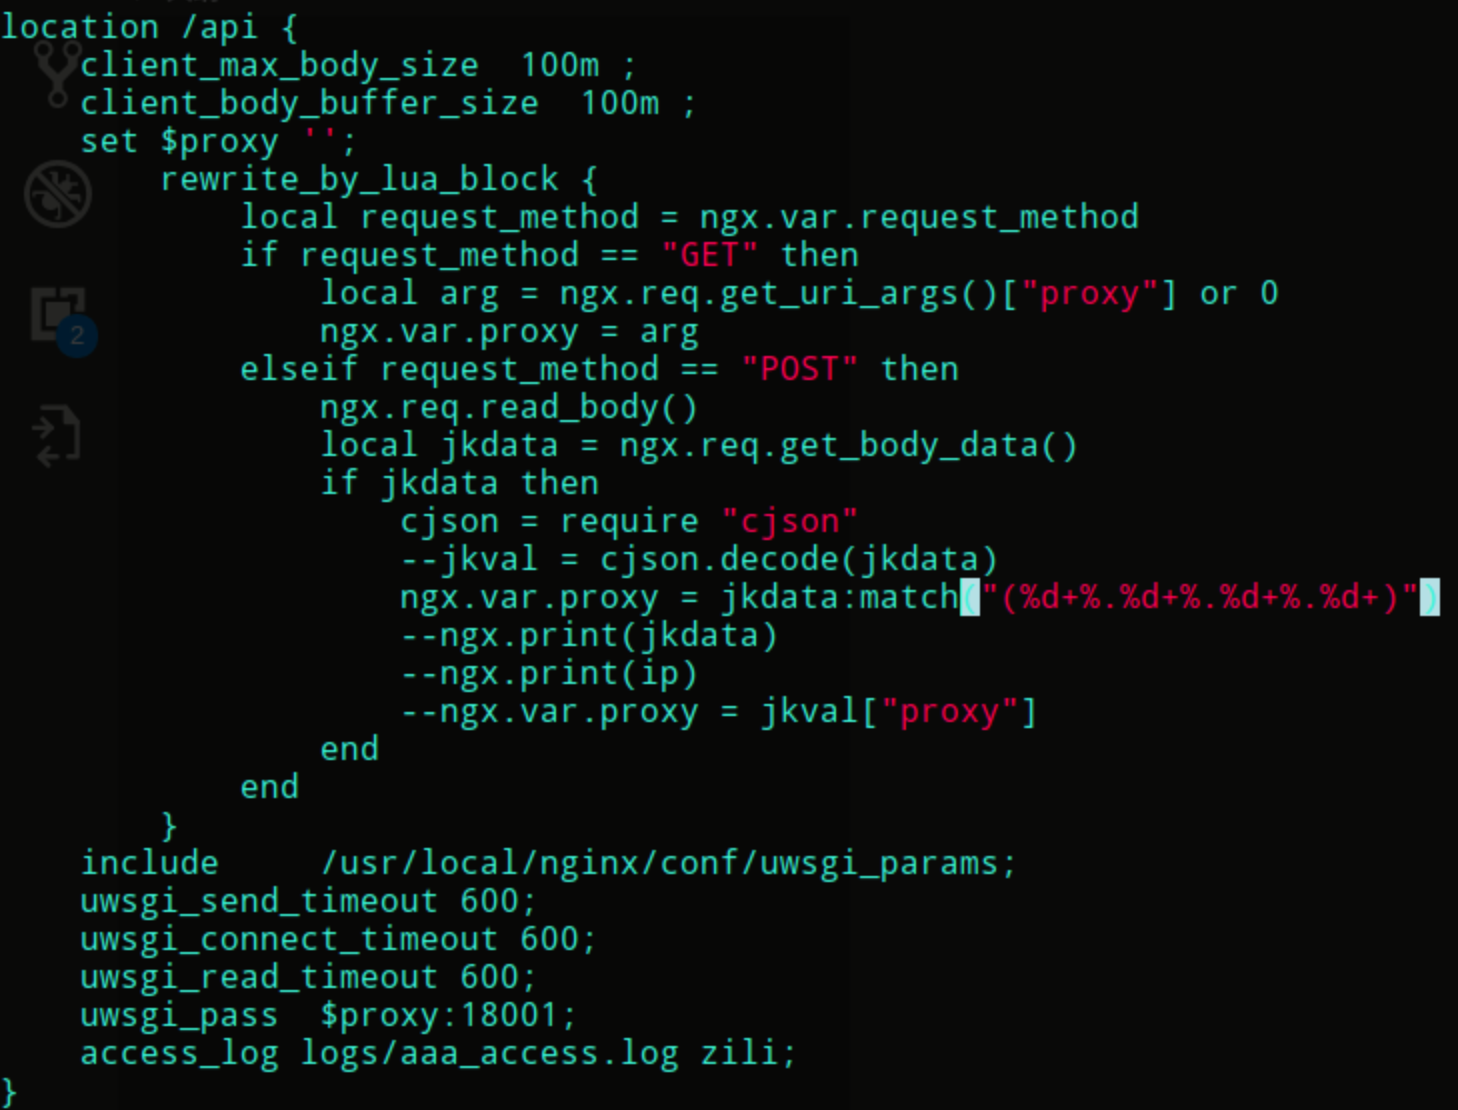 location /api {
    client_max_body_size  100m ;
    client_body_buffer_size  100m ;
    set $proxy '';
        rewrite_by_lua_block {
            local request_method = ngx.var.request_method
            if request_method == "GET" then
                local arg = ngx.req.get_uri_args()["proxy"] or 0
                ngx.var.proxy = arg
            elseif request_method == "POST" then
                ngx.req.read_body()
                local jkdata = ngx.req.get_body_data()
                if jkdata then
                    cjson = require "cjson"
                    --jkval = cjson.decode(jkdata)
                    ngx.var.proxy = jkdata:match("(%d+%.%d+%.%d+%.%d+)")
                    --ngx.print(jkdata)
                    --ngx.print(ip)
                    --ngx.var.proxy = jkval["proxy"]
                end
            end
        }
    include     /usr/local/nginx/conf/uwsgi_params;
    uwsgi_send_timeout 600;
    uwsgi_connect_timeout 600;
    uwsgi_read_timeout 600;
    uwsgi_pass  $proxy:18001;
    access_log logs/aaa_access.log zili;
}
2